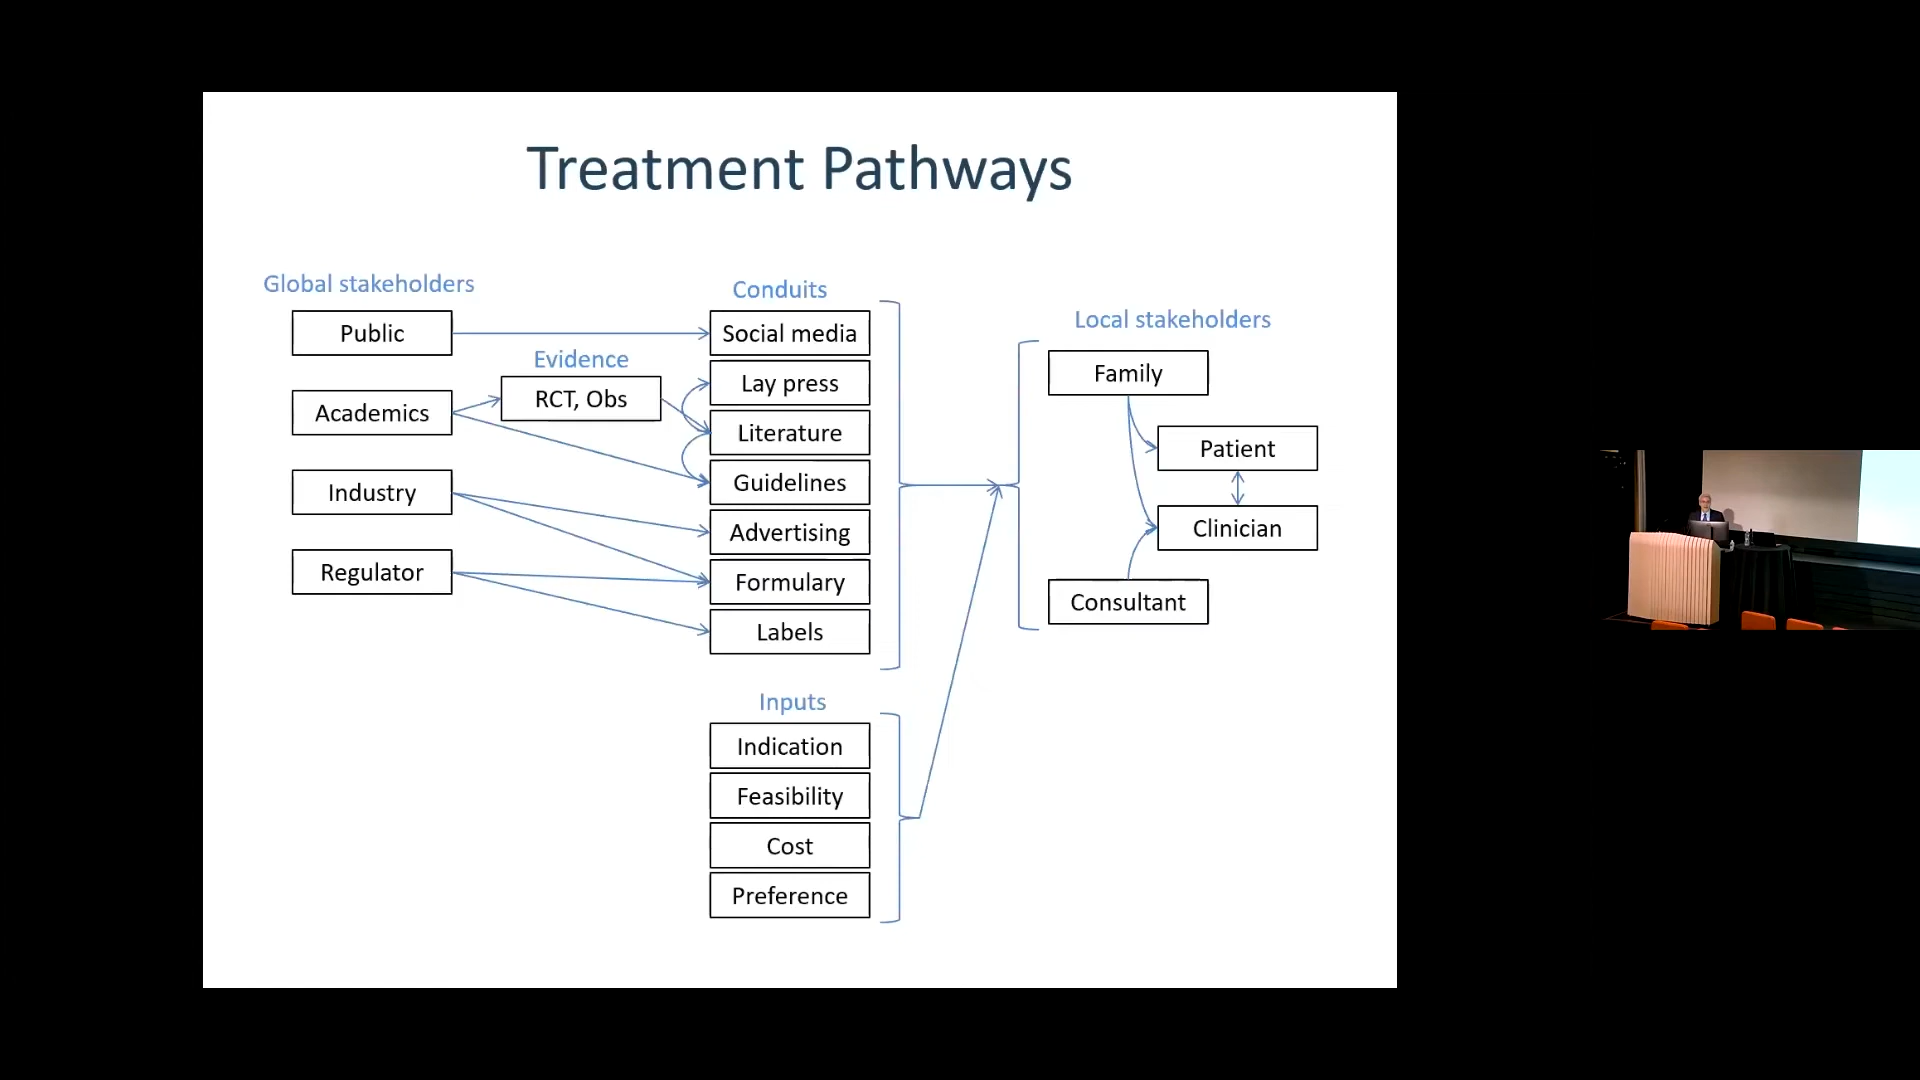 Treatment Pathways
Global stakeholders
Public
Academics
Industry
Regulator
Evidence
RCT, Obs
Conduits
Social media
Lay press
Literature
Guidelines
Advertising
Formulary
Labels
Inputs
Indication
Feasibility
Cost
Preference
Local stakeholders
Family
Patient
Clinician
Consultant